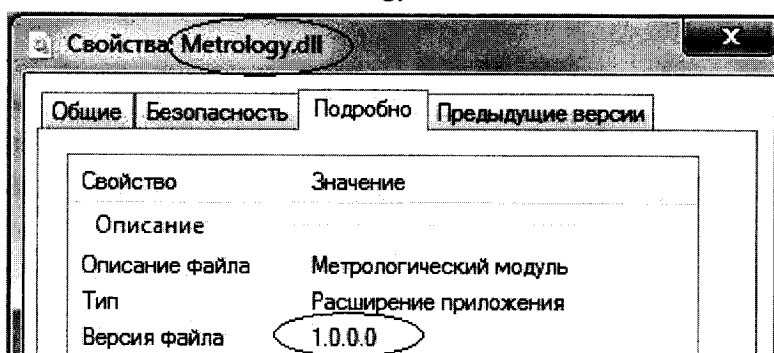 Свойства: Metrology.dll
X
Общие Безопасность Подробно Предыдущие версии
Свойство Значение
Описание
Описание файла Метрологический модуль
Тип Расширение приложения
Версия файла 1.0.0.0